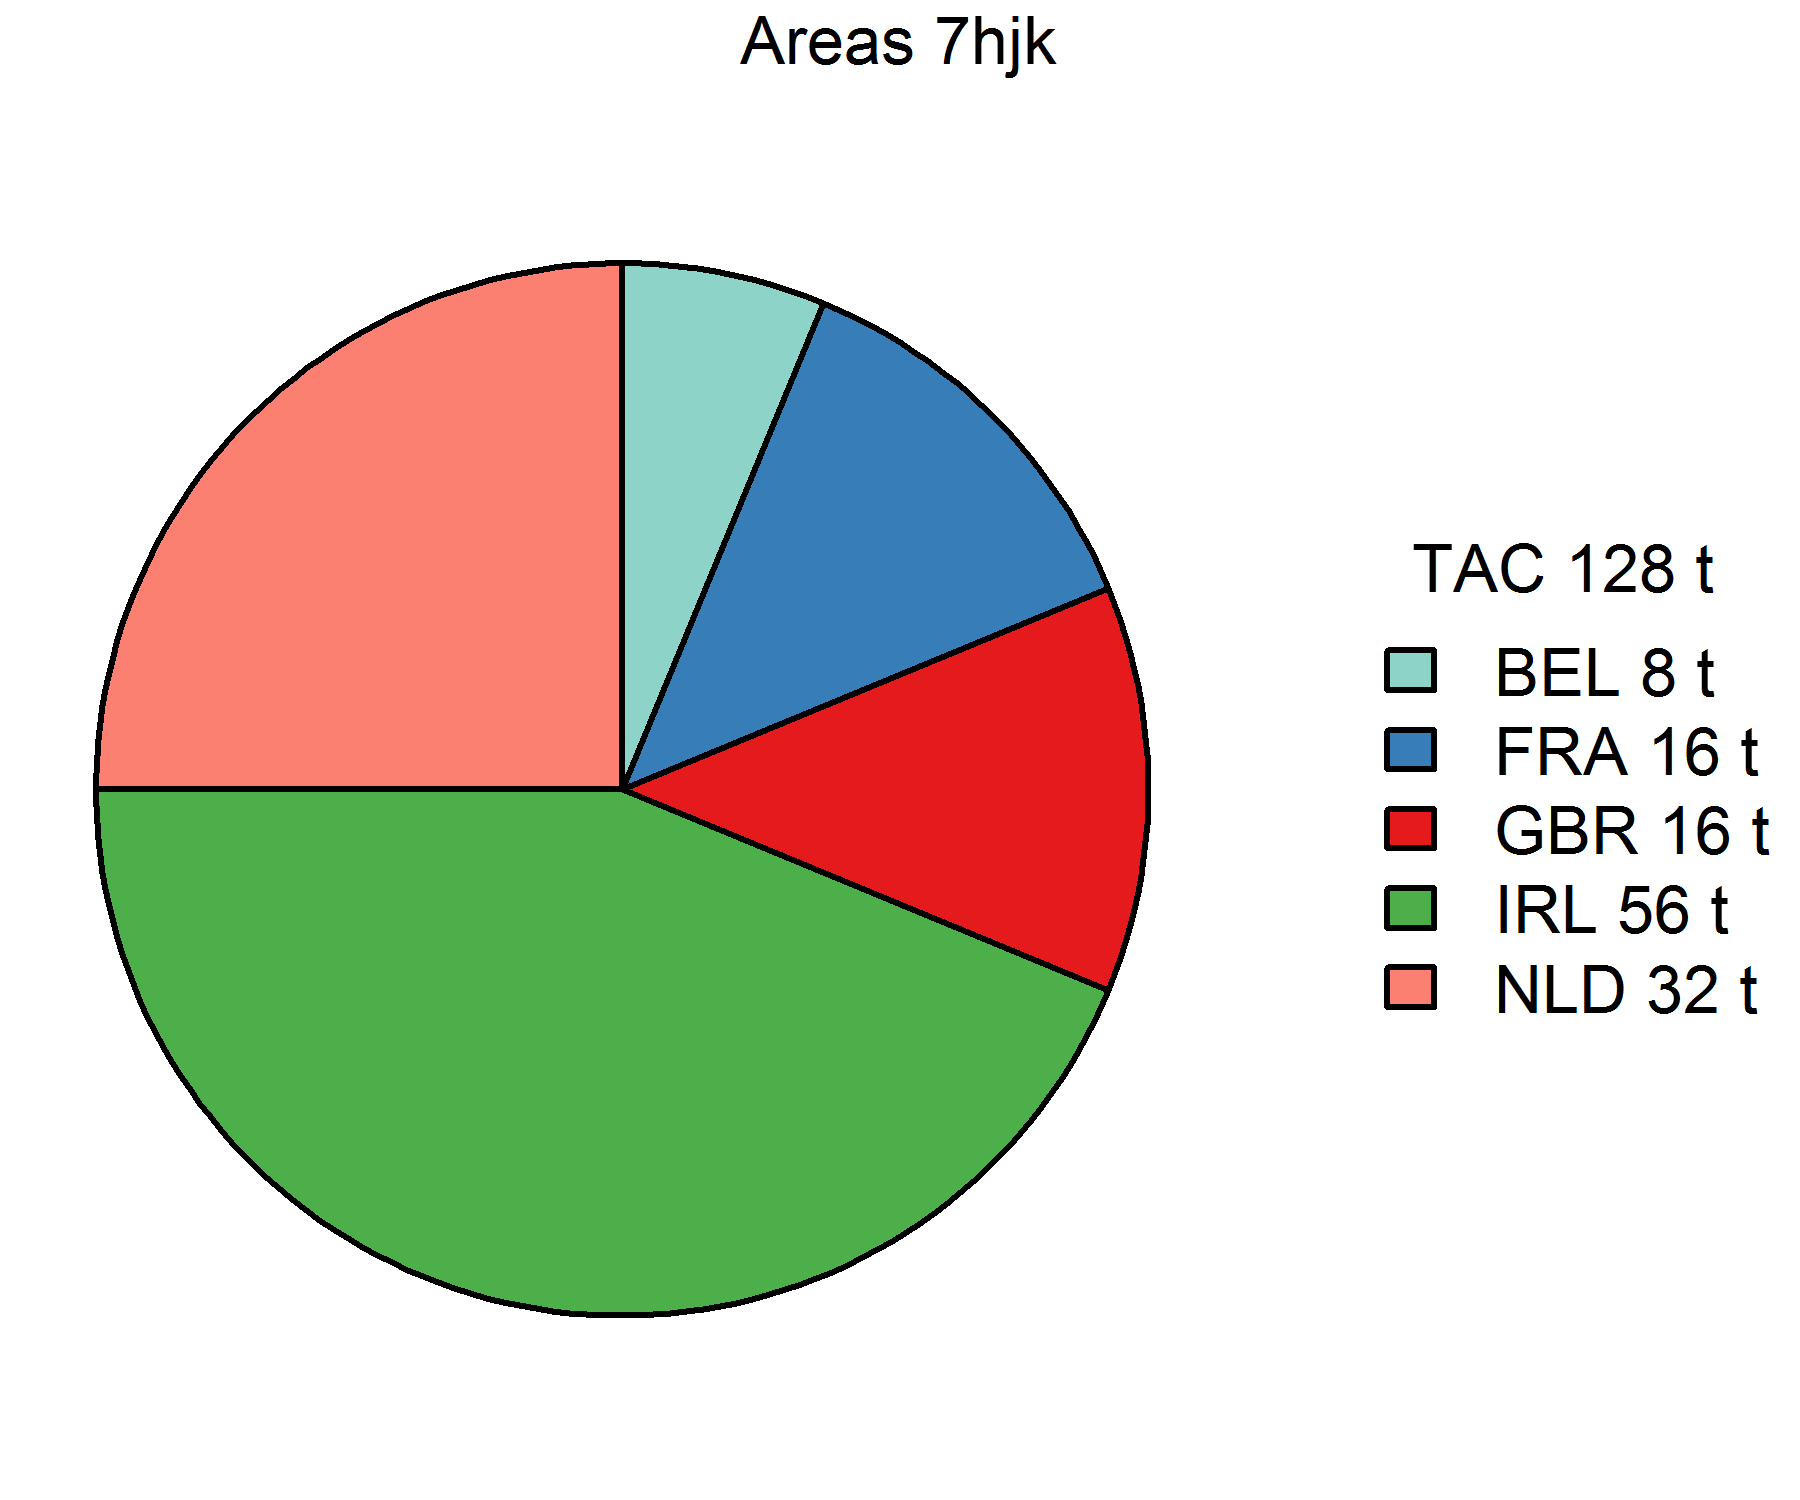 Areas 7hjk
TAC 128 t
BEL 8 t
FRA 16 t
GBR 16 t
IRL 56 t
NLD 32 t